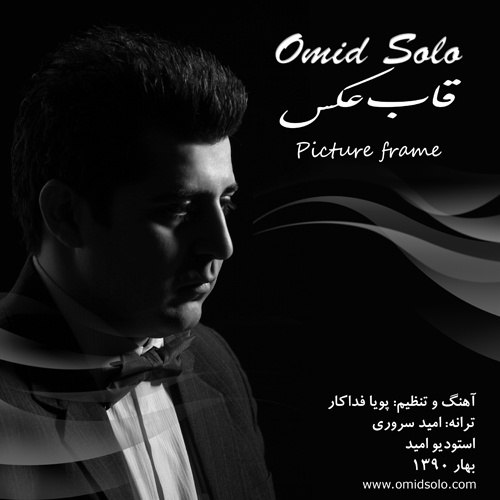 Omid Solo
قاب عکس
Picture frame
آهنگ و تنظیم: پویا فداکار
ترانه: امید سروری
استودیو امید
بهار ۱۳۹۰
www.omidsolo.com